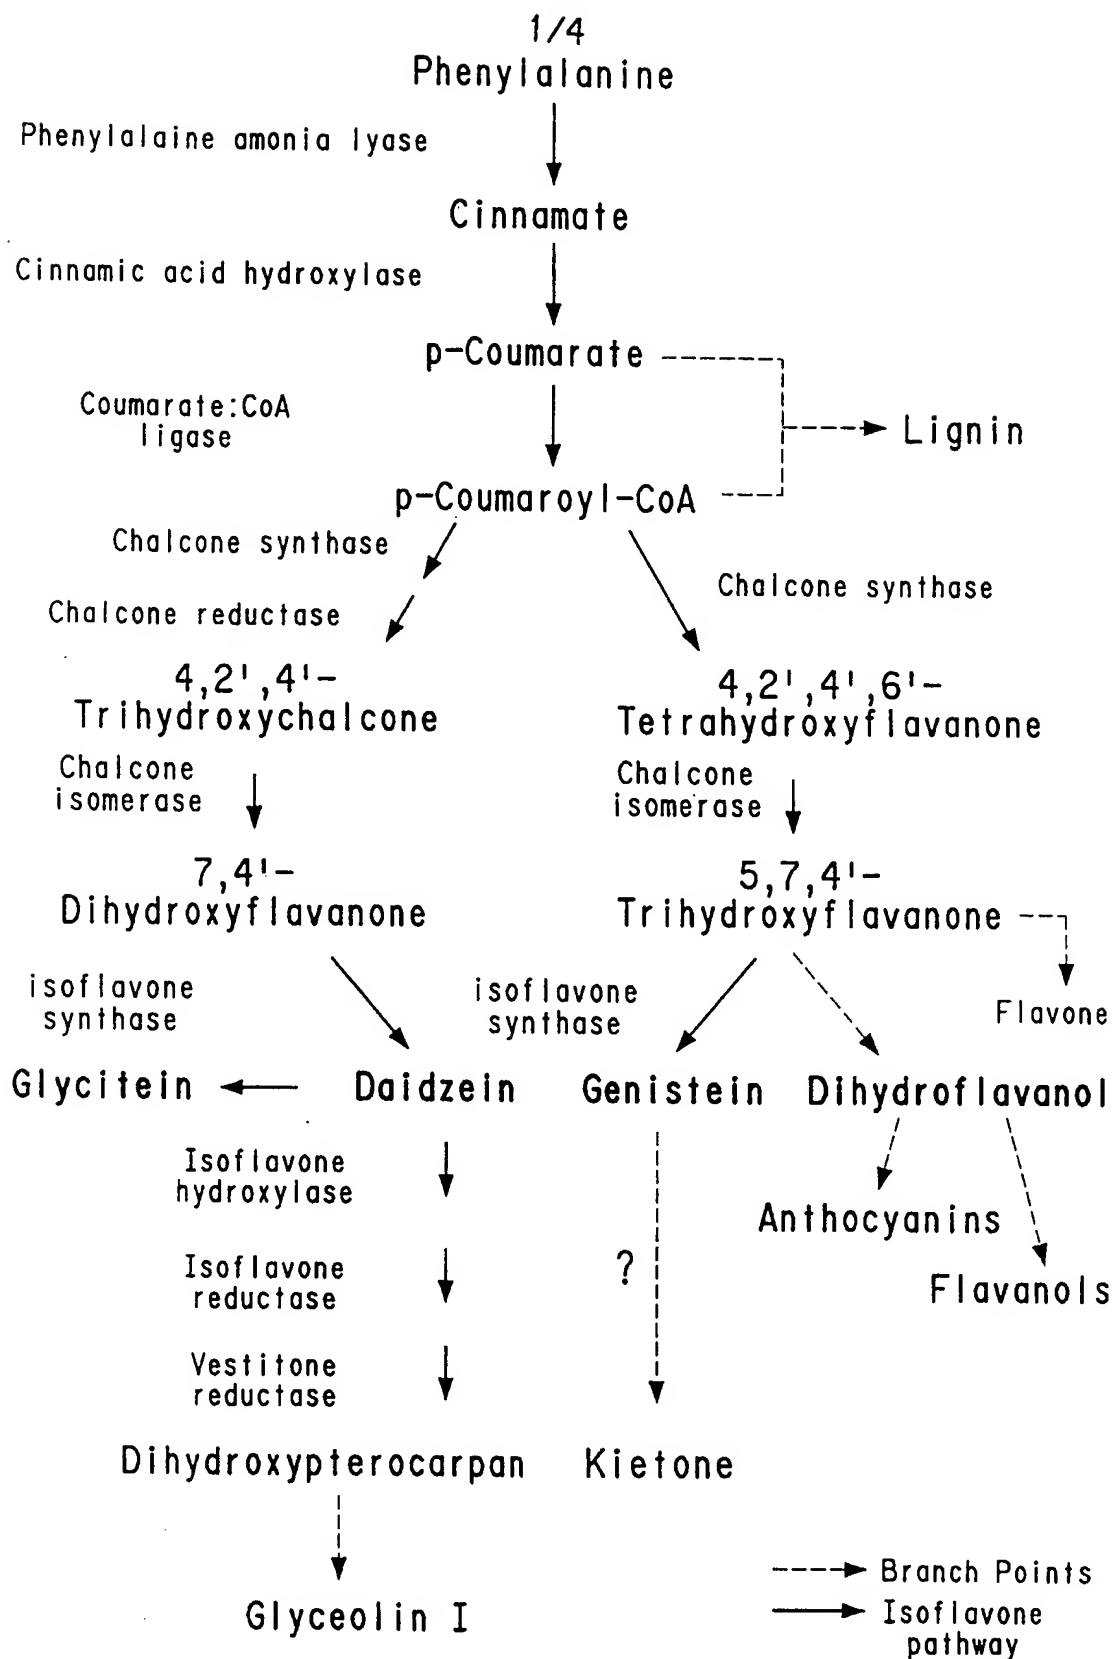 1/4
Phenylalanine
Phenylalaine amonia lyase
Cinnamate
Cinnamic acid hydroxylase
p-Coumarate
Coumarate:CoA
ligase
Lignin
p-Coumaroyl-CoA
Chalcone synthase
Chalcone synthase
Chalcone reductase
4,2',4'-
Trihydroxychalcone
4,2',4',6'-
Tetrahydroxyflavanone
Chalcone
isomerase
Chalcone
isomerase
7,4'-
Dihydroxyflavanone
5,7,4'-
Trihydroxyflavanone
isoflavone
synthase
isoflavone
synthase
Flavone
Glycitein
Daidzein
Genistein
Dihydroflavanol
Isoflavone
hydroxylase
Anthocyanins
Isoflavone
reductase
?
Flavanols
Vestitone
reductase
Dihydroxypterocarpan
Kietone
Glyceolin I
Branch Points
Isoflavone
pathway